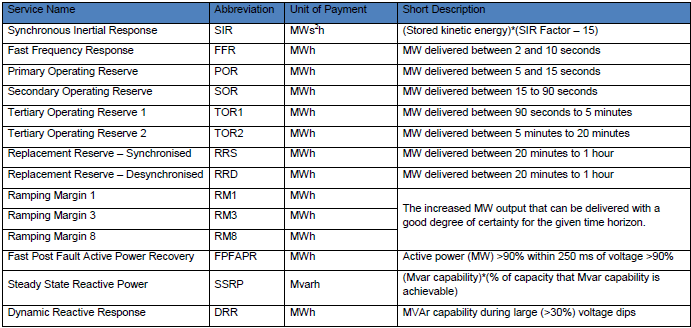 Service Name Abbreviation Unit of Payment Short Description
Synchronous Inertial Response SIR MWs²h (Stored kinetic energy)*(SIR Factor – 15)
Fast Frequency Response FFR MWh MW delivered between 2 and 10 seconds
Primary Operating Reserve POR MWh MW delivered between 5 and 15 seconds
Secondary Operating Reserve SOR MWh MW delivered between 15 to 90 seconds
Tertiary Operating Reserve 1 TOR1 MWh MW delivered between 90 seconds to 5 minutes
Tertiary Operating Reserve 2 TOR2 MWh MW delivered between 5 minutes to 20 minutes
Replacement Reserve – Synchronised RRS MWh MW delivered between 20 minutes to 1 hour
Replacement Reserve – Desynchronised RRD MWh MW delivered between 20 minutes to 1 hour
Ramping Margin 1 RM1 MWh
Ramping Margin 3 RM3 MWh
Ramping Margin 8 RM8 MWh
The increased MW output that can be delivered with a
good degree of certainty for the given time horizon.
Fast Post Fault Active Power Recovery FPFAPR MWh Active power (MW) >90% within 250 ms of voltage >90%
Steady State Reactive Power SSRP Mvarh (Mvar capability)*(% of capacity that Mvar capability is
achievable)
Dynamic Reactive Response DRR MWh MVAr capability during large (>30%) voltage dips